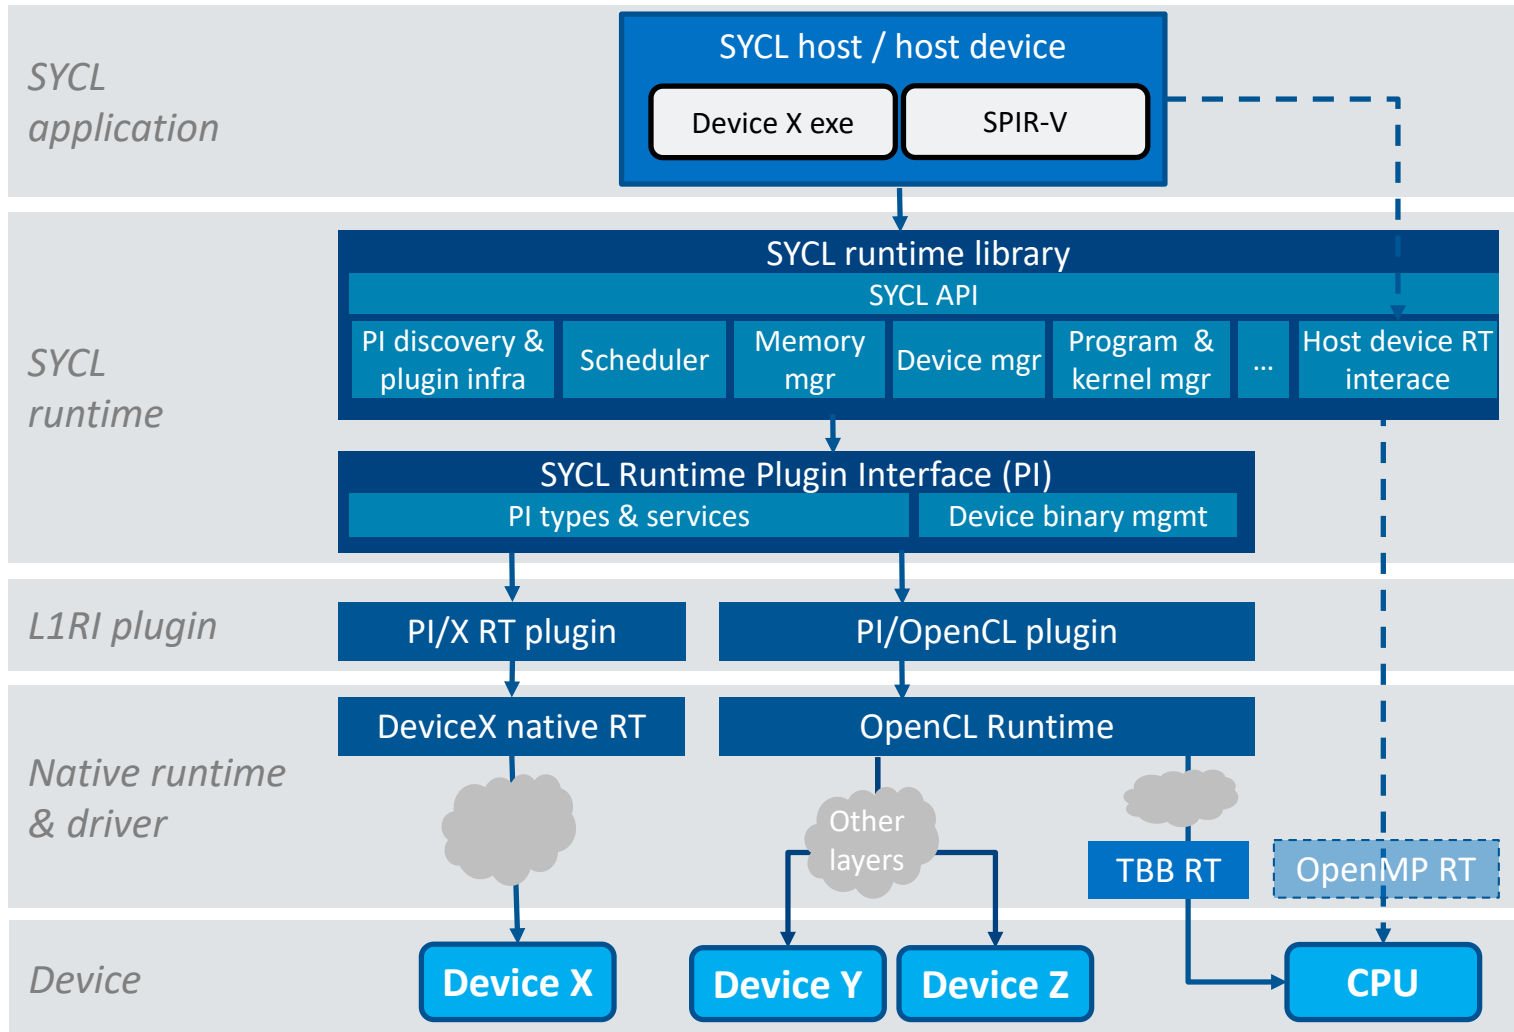 SYCL
application
SYCL host / host device
Device X exe
SPIR-V
SYCL
runtime
SYCL runtime library
SYCL API
PI discovery &
plugin infra
Scheduler
Memory
mgr
Device mgr
Program &
kernel mgr
...
Host device RT
interace
SYCL Runtime Plugin Interface (PI)
PI types & services
Device binary mgmt
L1RI plugin
PI/X RT plugin
PI/OpenCL plugin
Native runtime
& driver
DeviceX native RT
OpenCL Runtime
Other
layers
TBB RT
OpenMP RT
Device
Device X
Device Y
Device Z
CPU